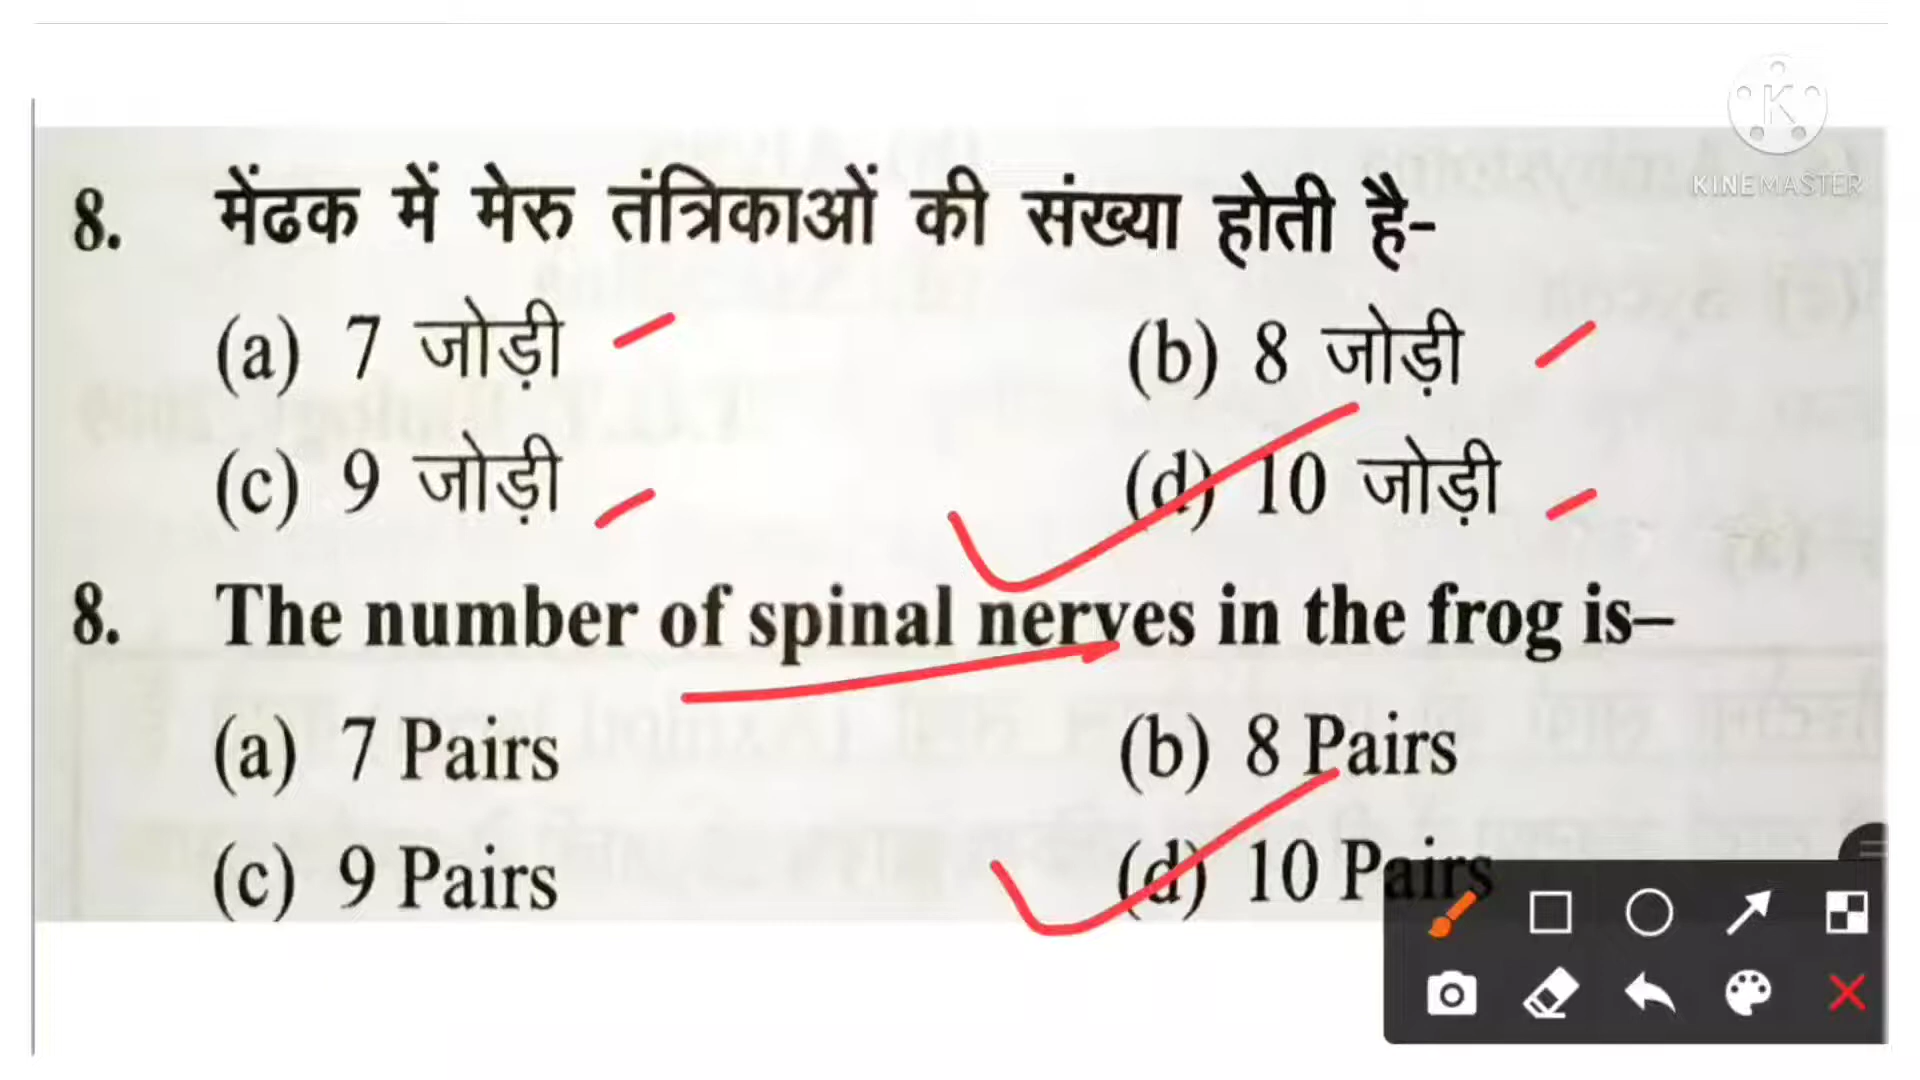 KINEMASTER
8. मेंढक में मेरु तंत्रिकाओं की संख्या होती है-
(a) 7 जोड़ी (b) 8 जोड़ी
(c) 9 जोड़ी (d) 10 जोड़ी
8. The number of spinal nerves in the frog is–
(a) 7 Pairs (b) 8 Pairs
(c) 9 Pairs (d) 10 Pairs